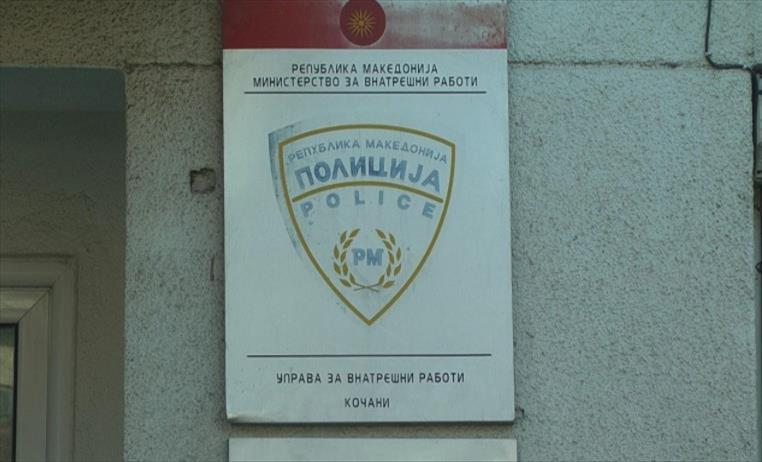 РЕПУБЛИКА МАКЕДОНИЈА
МИНИСТЕРСТВО ЗА ВНАТРЕШНИ РАБОТИ
РЕПУБЛИКА МАКЕДОНИЈА
ПОЛИЦИЈА
POLICE
РМ
УПРАВА ЗА ВНАТРЕШНИ РАБОТИ
КОЧАНИ